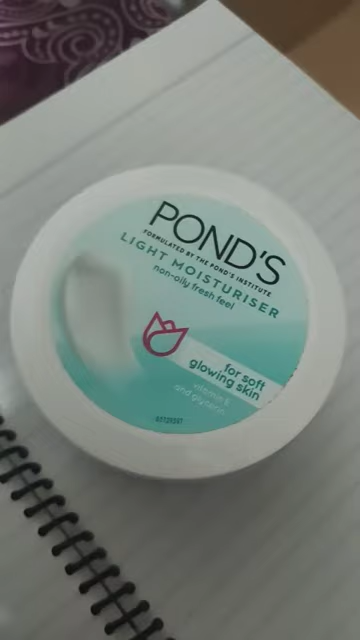 POND'S
FORMULATED BY THE POND'S INSTITUTE
LIGHT MOISTURISER
non-oily fresh feel
for soft
glowing skin
vitamin E
and glycerin